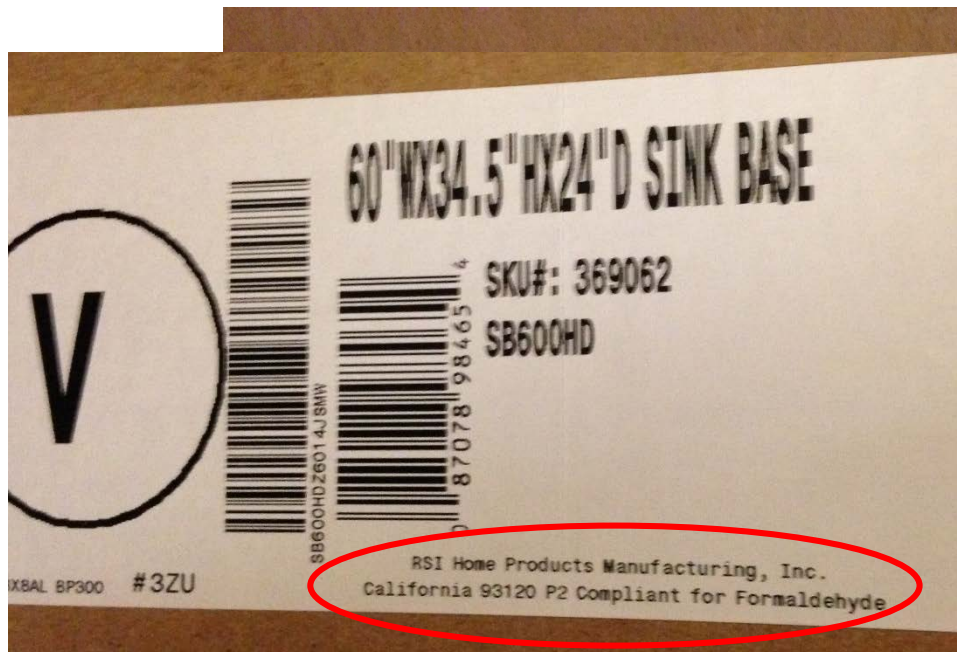 60"WX34.5"HX24"D SINK BASE
SKU#: 369062
SB600HD
V
SB600HDZ6014J8MW
0 87078 98465 4
BP300 #3ZU
RSI Home Products Manufacturing, Inc.
California 93120 P2 Compliant for Formaldehyde